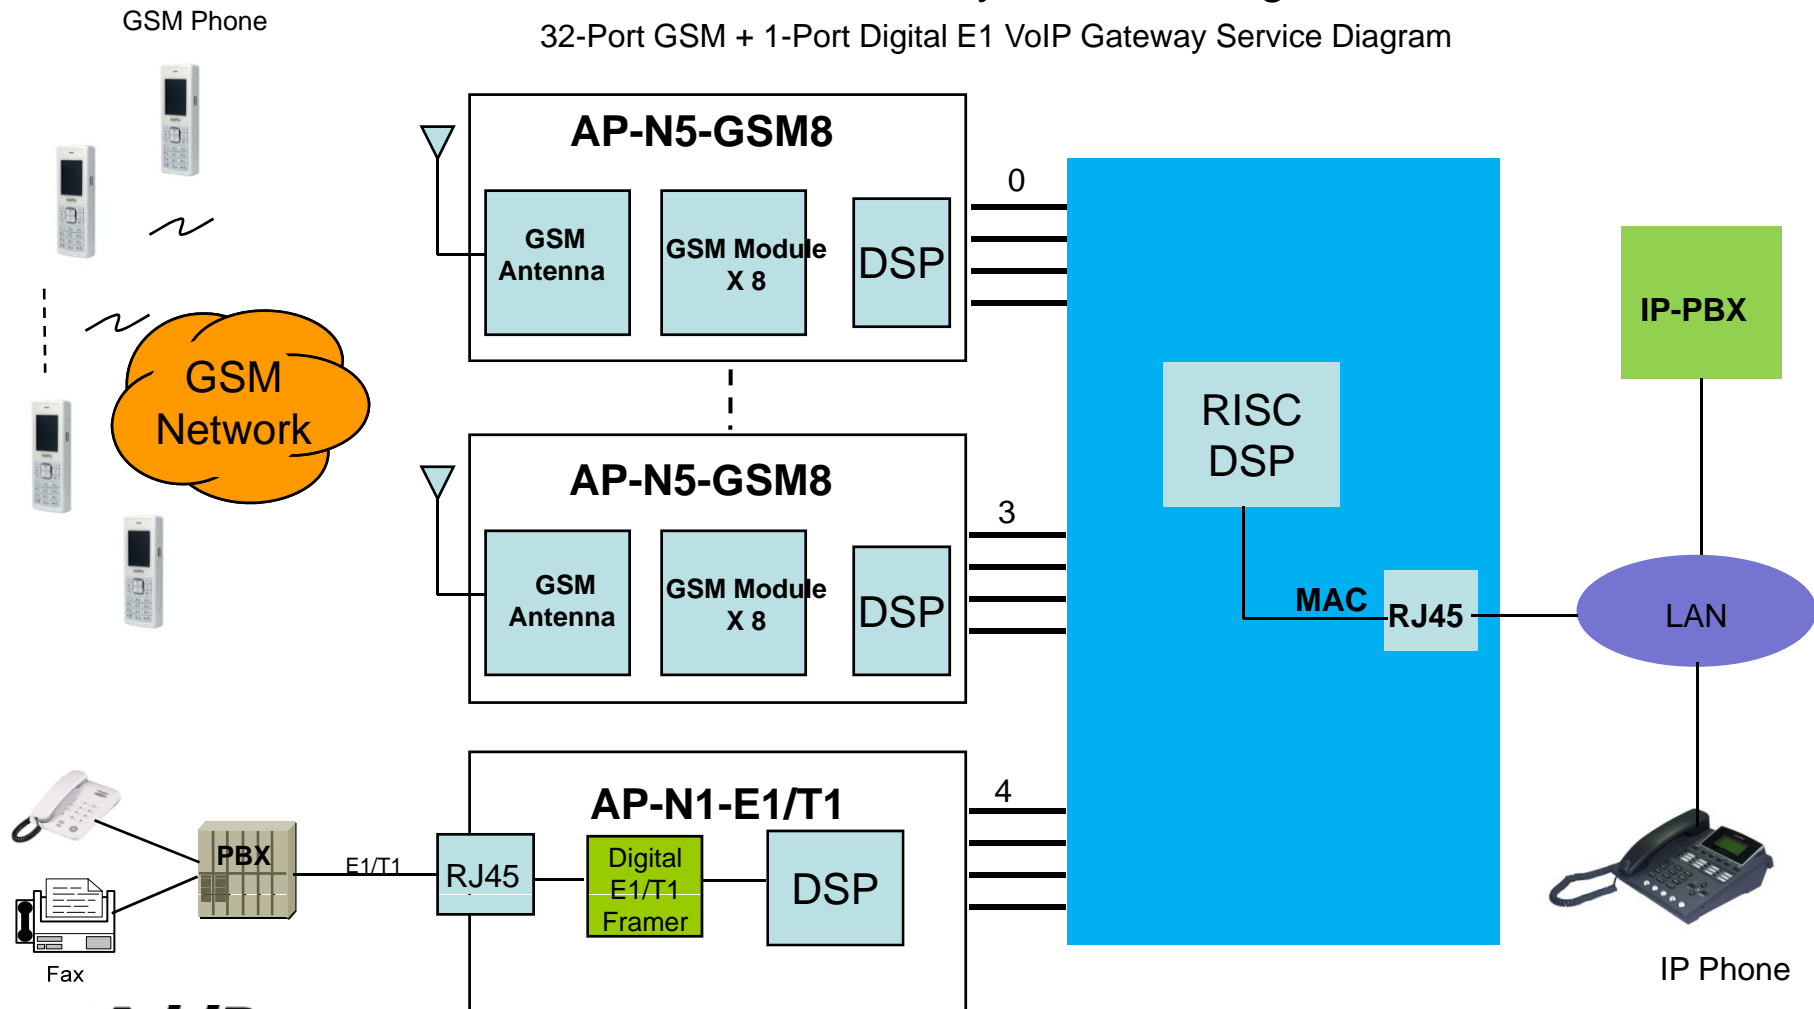 GSM Phone
32-Port GSM + 1-Port Digital E1 VoIP Gateway Service Diagram
AP-N5-GSM8
GSM
Antenna
GSM Module
X 8
DSP
0
GSM
Network
AP-N5-GSM8
GSM
Antenna
GSM Module
X 8
DSP
3
RISC
DSP
MAC
RJ45
IP-PBX
LAN
IP Phone
AP-N1-E1/T1
4
PBX
E1/T1
RJ45
Digital
E1/T1
Framer
DSP
Fax